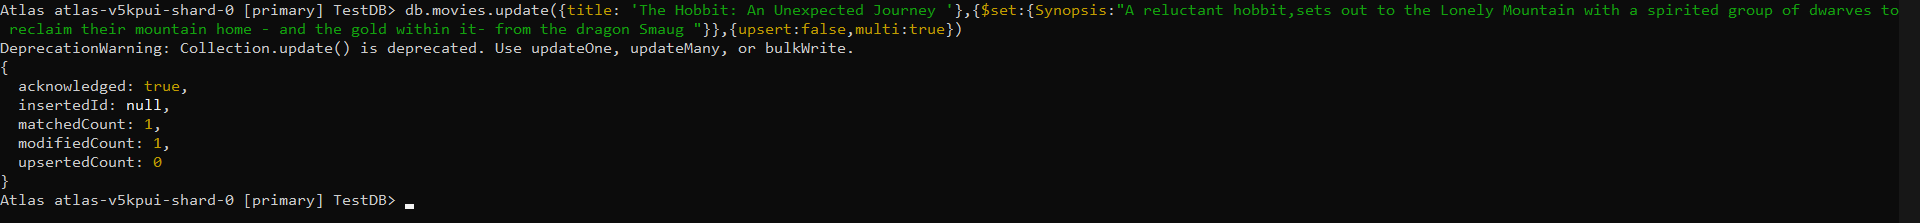 Atlas atlas-v5kpui-shard-0 [primary] TestDB> db.movies.update({title: 'The Hobbit: An Unexpected Journey '},{$set:{Synopsis:"A reluctant hobbit,sets out to the Lonely Mountain with a spirited group of dwarves to
 reclaim their mountain home - and the gold within it- from the dragon Smaug "}},{upsert:false,multi:true})
DeprecationWarning: Collection.update() is deprecated. Use updateOne, updateMany, or bulkWrite.
{
  acknowledged: true,
  insertedId: null,
  matchedCount: 1,
  modifiedCount: 1,
  upsertedCount: 0
}
Atlas atlas-v5kpui-shard-0 [primary] TestDB>